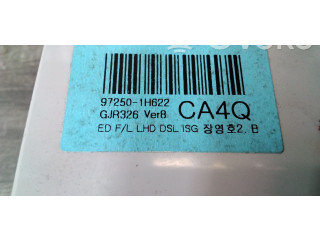 97250-1H622
GJR326 Ver8 CA4Q
ED F/L LHD DSL ISG 장영호2. B